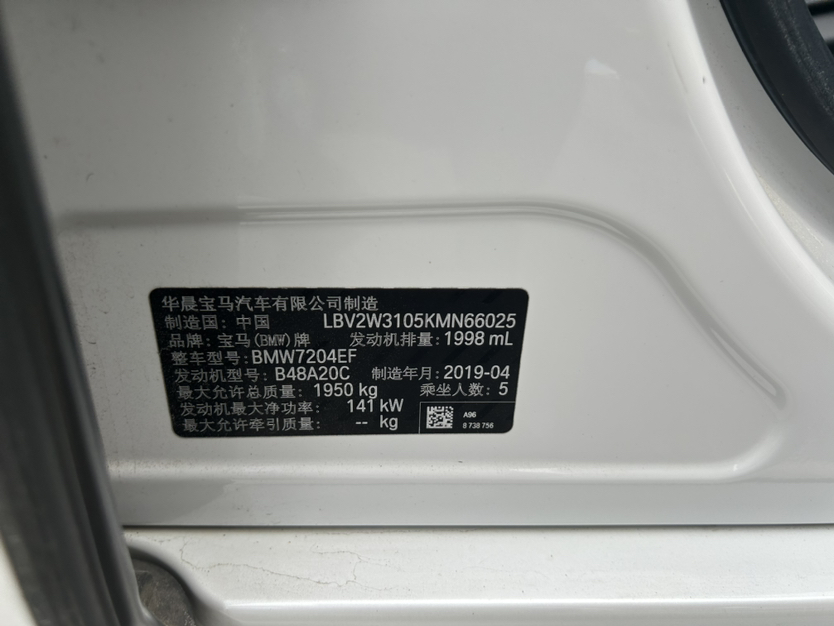 华晨宝马汽车有限公司制造
制造国: 中国 LBV2W3105KMN66025
品牌: 宝马(BMW)牌 发动机排量: 1998 mL
整车型号: BMW7204EF
发动机型号: B48A20C 制造年月: 2019-04
最大允许总质量: 1950 kg 乘坐人数: 5
发动机最大净功率: 141 kW
最大允许牵引质量: -- kg
A96
8 738 756